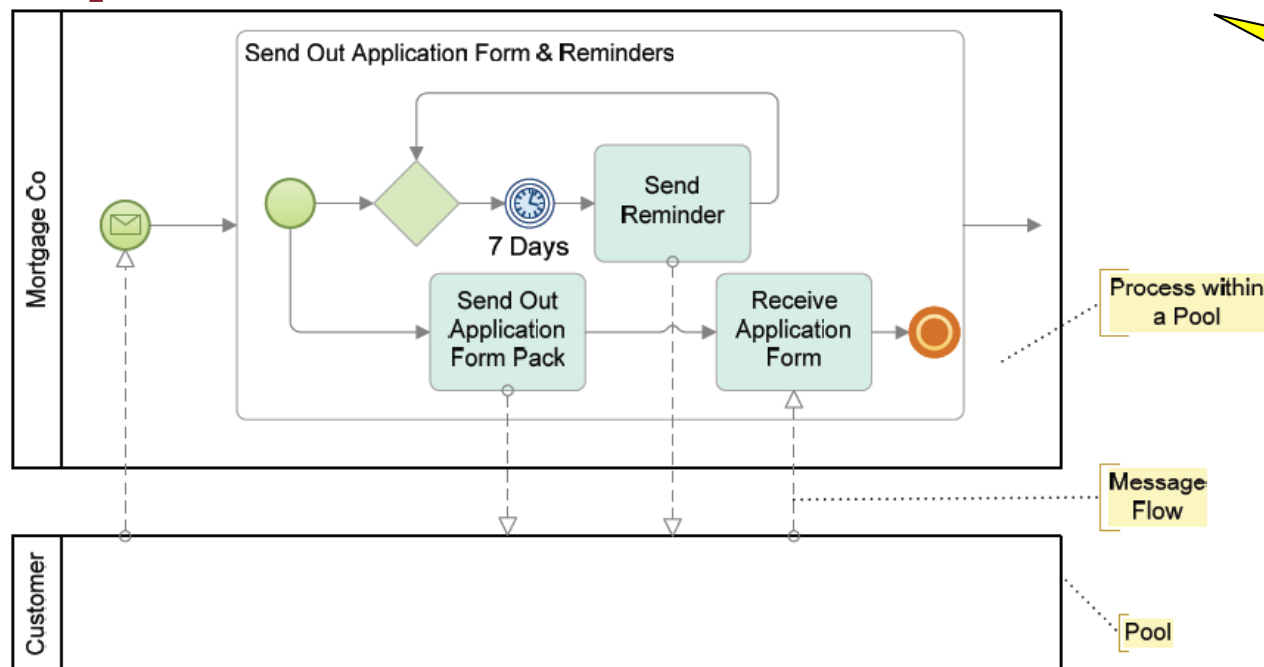 Send Out Application Form & Reminders
Mortgage Co
7 Days
Send
Reminder
Send Out
Application
Form Pack
Receive
Application
Form
Process within
a Pool
Message
Flow
Customer
Pool